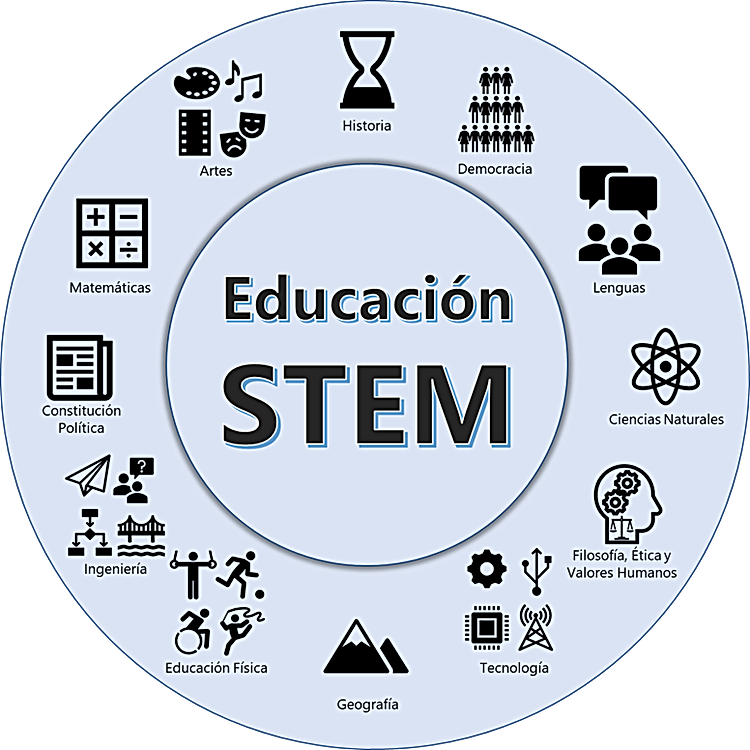 Historia
Democracia
Lenguas
Ciencias Naturales
Filosofía, Ética y
Valores Humanos
Tecnología
Geografía
Educación Física
Ingeniería
Constitución
Política
Matemáticas
Artes
Educación
STEM
?